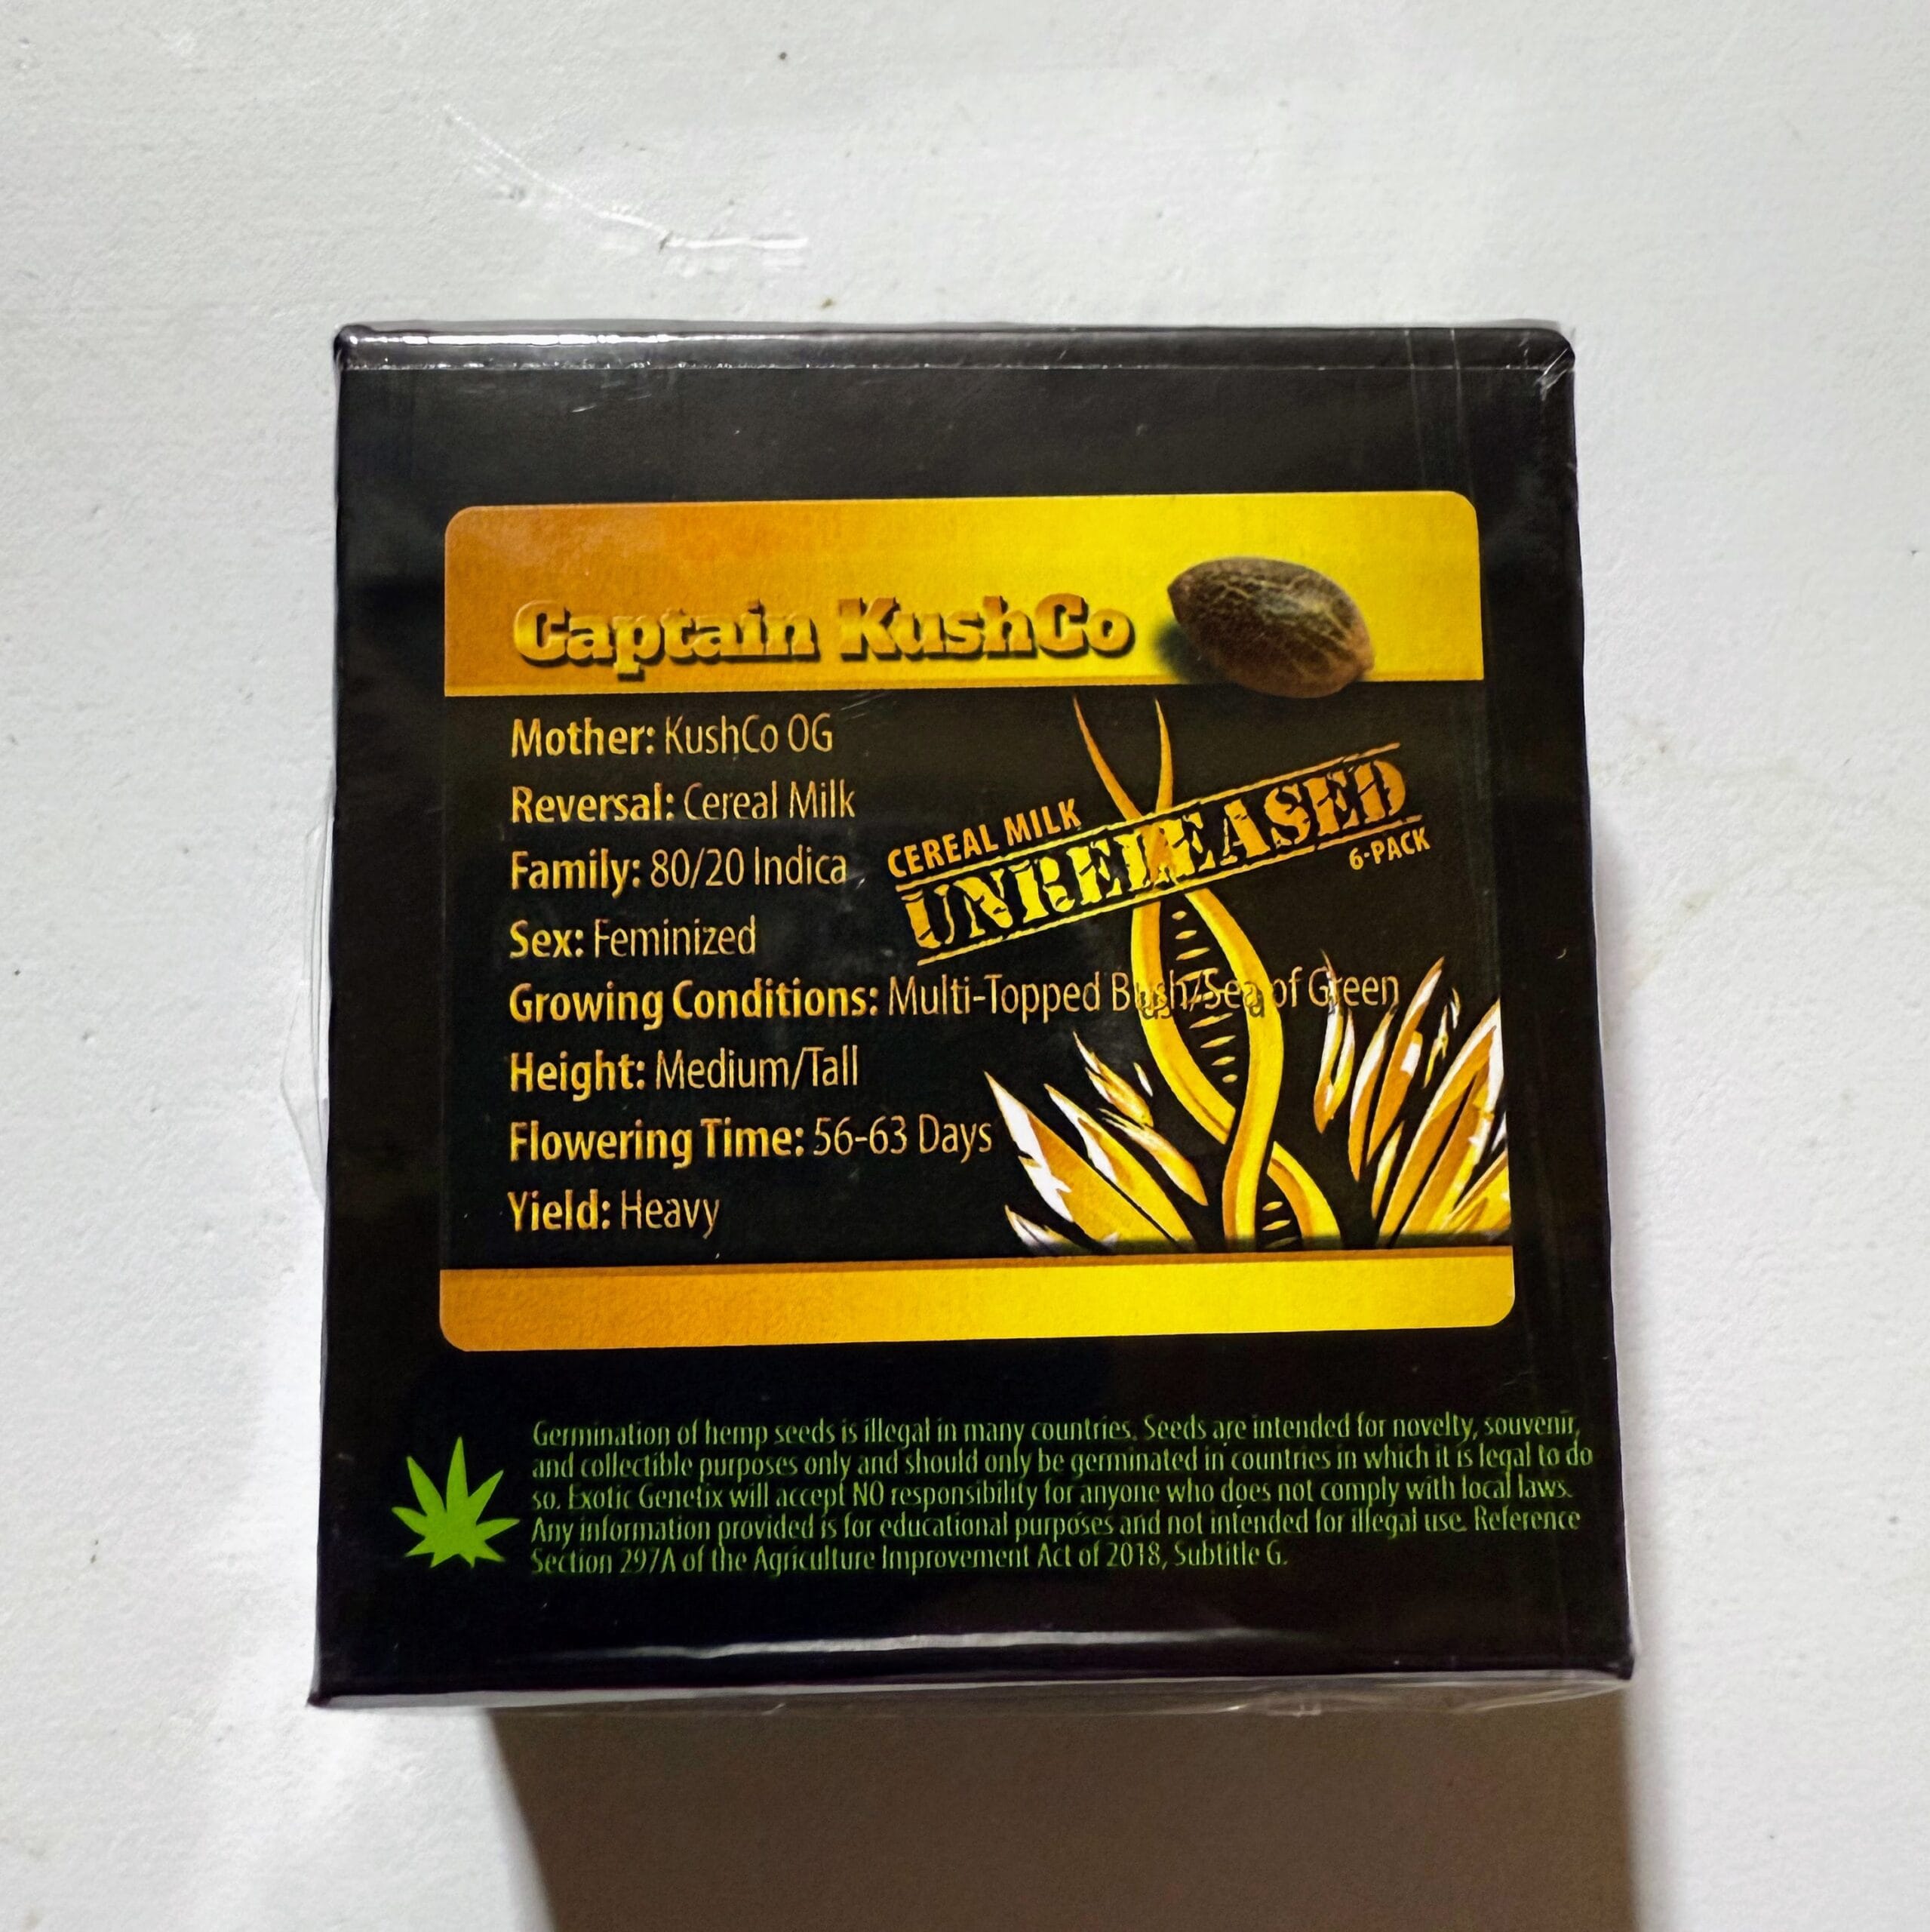 Captain KushCo
Mother: KushCo OG
Reversal: Cereal Milk
Family: 80/20 Indica
CEREAL MILK
UNRELEASED
6-PACK
Sex: Feminized
Growing Conditions: Multi-Topped Bush/Sea of Green
Height: Medium/Tall
Flowering Time: 56-63 Days
Yield: Heavy
Germination of hemp seeds is illegal in many countries. Seeds are intended for novelty, souvenir,
and collectible purposes only and should only be germinated in countries in which it is legal to do
so. Exotic Genetix will accept NO responsibility for anyone who does not comply with local laws.
Any information provided is for educational purposes and not intended for illegal use. Reference
Section 297A of the Agriculture Improvement Act of 2018, Subtitle G.